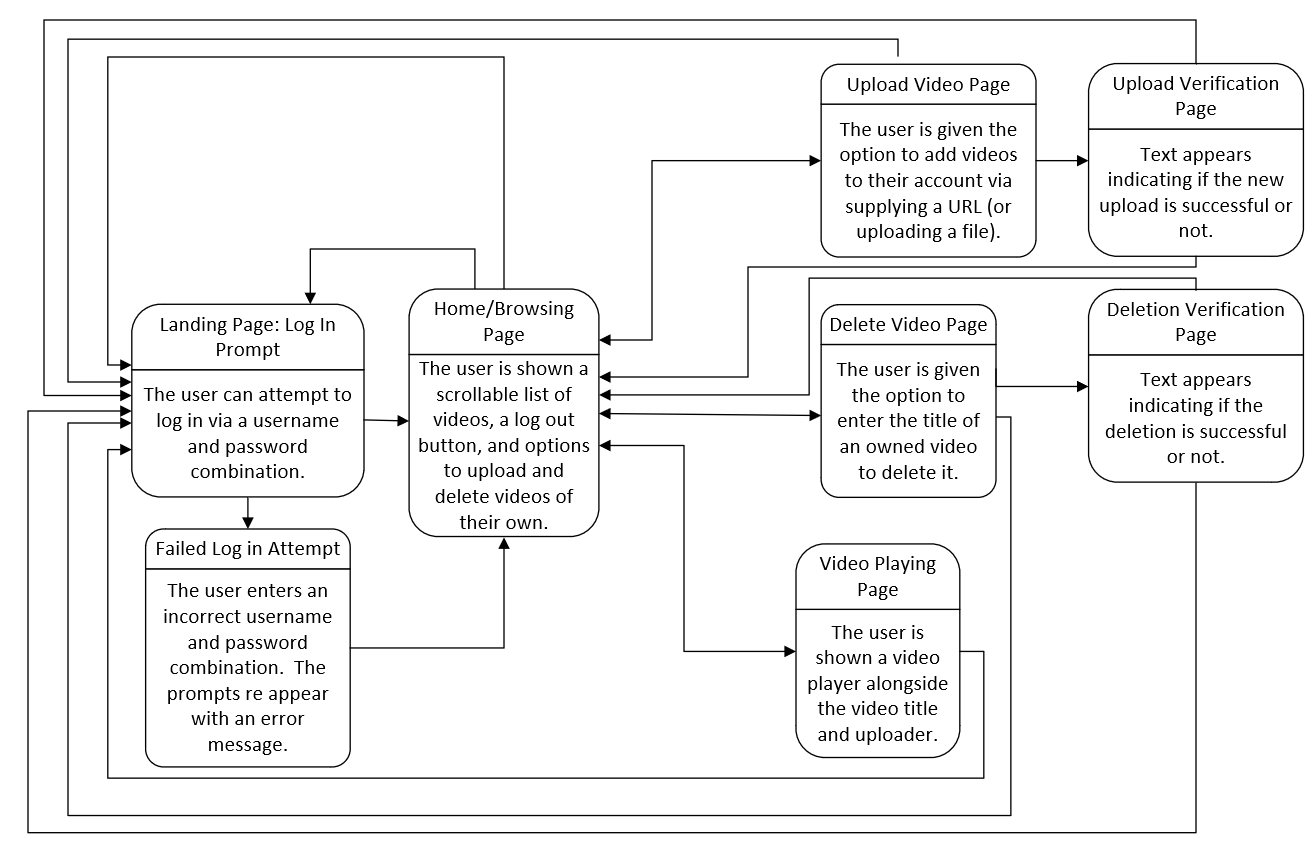 Upload Video Page
The user is given the
option to add videos
to their account via
supplying a URL (or
uploading a file).
Upload Verification
Page
Text appears
indicating if the new
upload is successful or
not.
Landing Page: Log In
Prompt
The user can attempt to
log in via a username
and password
combination.
Home/Browsing
Page
The user is shown a
scrollable list of
videos, a log out
button, and options
to upload and
delete videos of
their own.
Delete Video Page
The user is given
the option to
enter the title of
an owned video
to delete it.
Deletion Verification
Page
Text appears
indicating if the
deletion is successful
or not.
Failed Log in Attempt
The user enters an
incorrect username
and password
combination.  The
prompts re appear
with an error
message.
Video Playing
Page
The user is
shown a video
player alongside
the video title
and uploader.